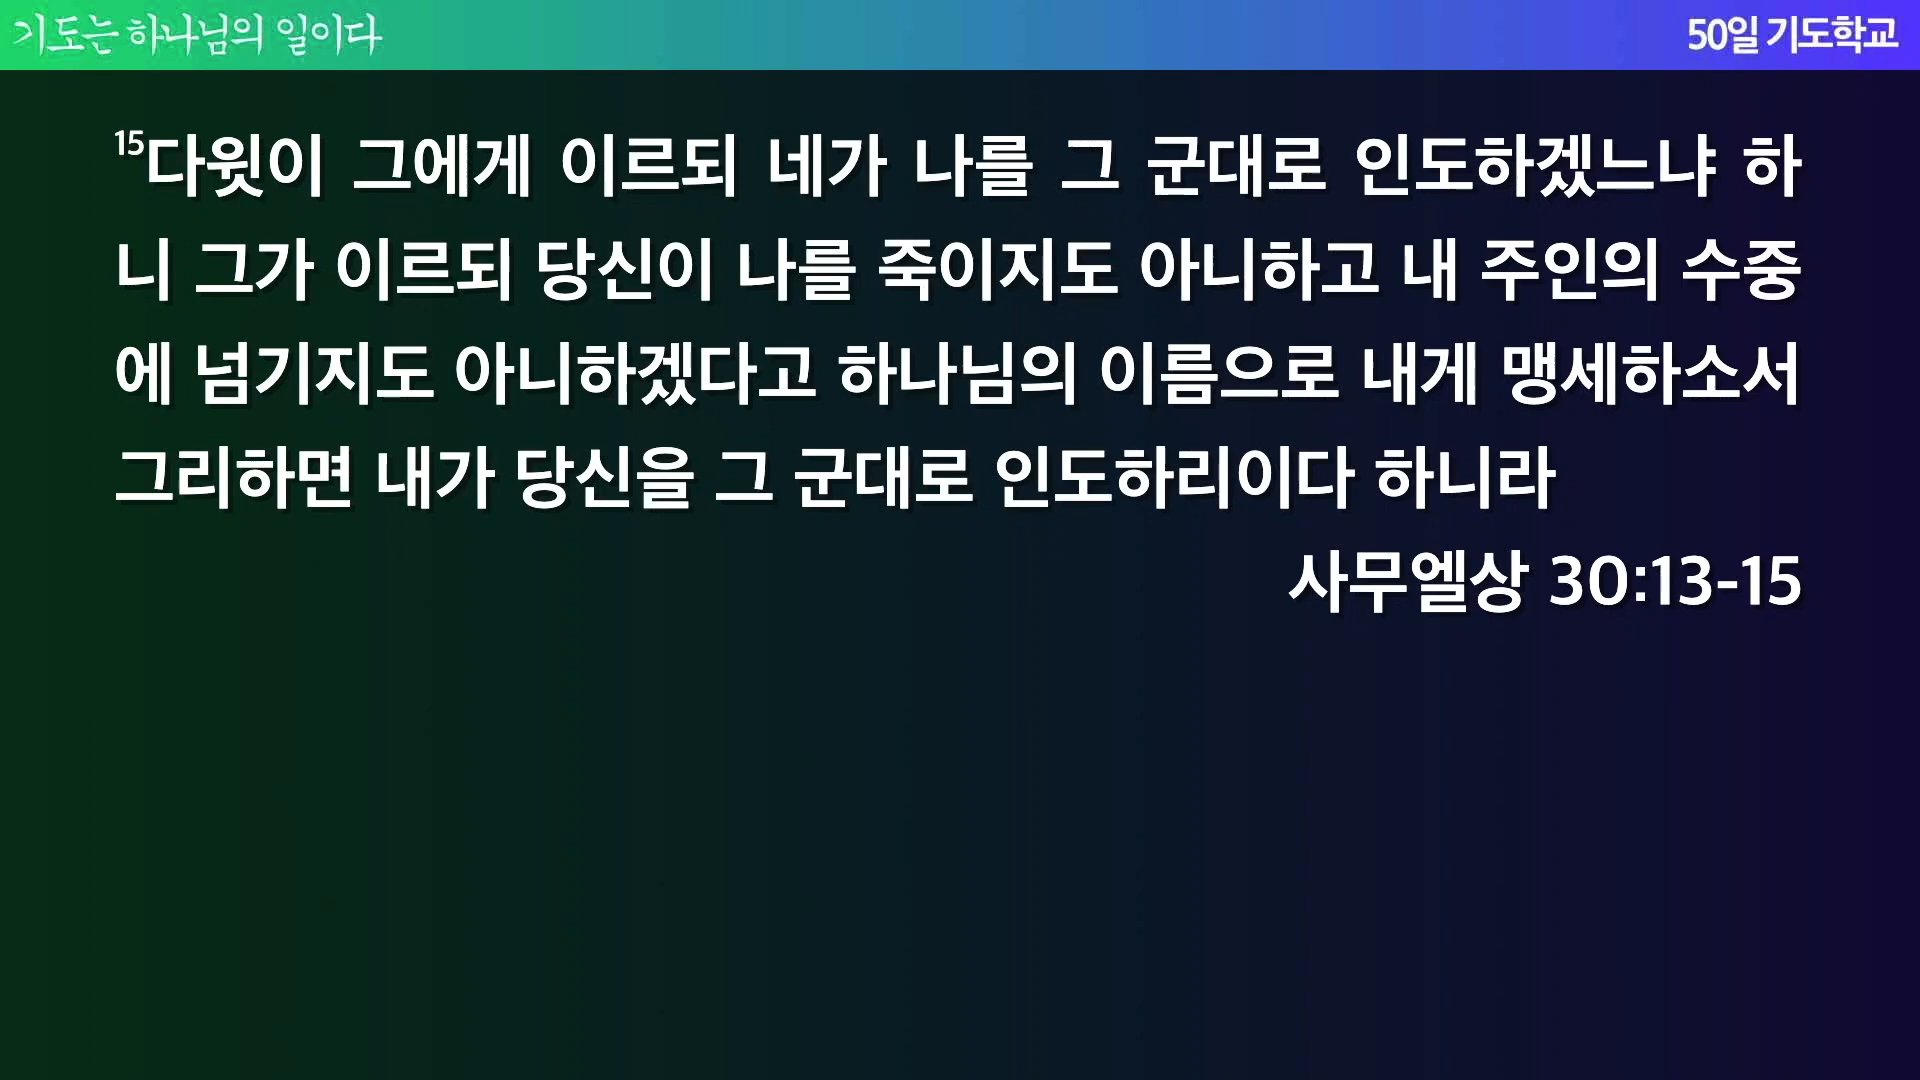 기도는 하나님의 일이다
50일 기도학교
15다윗이 그에게 이르되 네가 나를 그 군대로 인도하겠느냐 하
니 그가 이르되 당신이 나를 죽이지도 아니하고 내 주인의 수중
에 넘기지도 아니하겠다고 하나님의 이름으로 내게 맹세하소서
그리하면 내가 당신을 그 군대로 인도하리이다 하니라
사무엘상 30:13-15